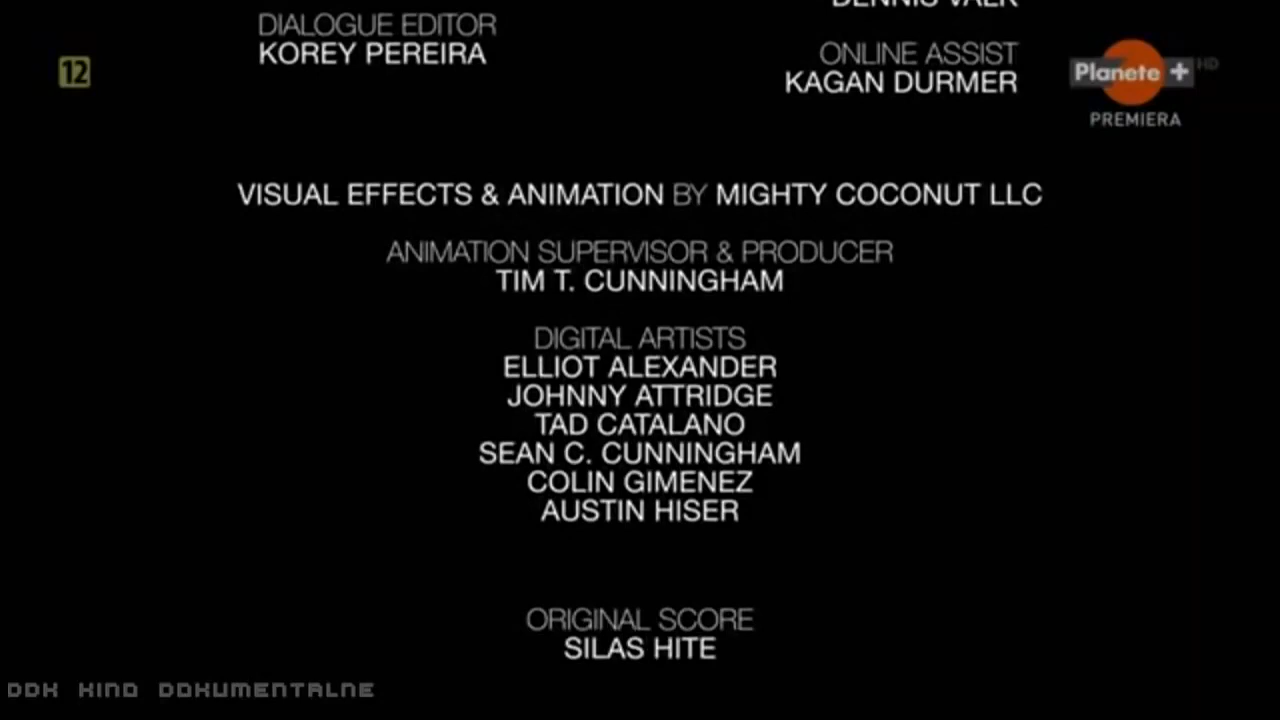 DENNIS VALK
DIALOGUE EDITOR
KOREY PEREIRA
ONLINE ASSIST
KAGAN DURMER
12
Planete + HD
PREMIERA
VISUAL EFFECTS & ANIMATION BY MIGHTY COCONUT LLC
ANIMATION SUPERVISOR & PRODUCER
TIM T. CUNNINGHAM
DIGITAL ARTISTS
ELLIOT ALEXANDER
JOHNNY ATTRIDGE
TAD CATALANO
SEAN C. CUNNINGHAM
COLIN GIMENEZ
AUSTIN HISER
ORIGINAL SCORE
SILAS HITE
DDK KINO DOKUMENTALNE